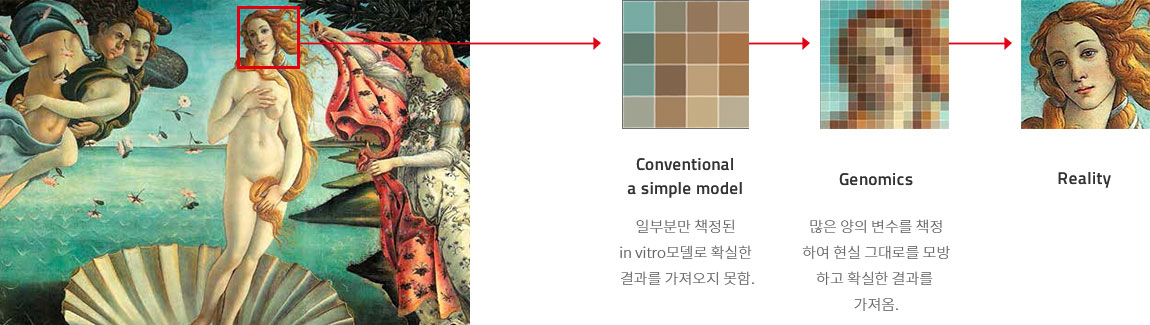 Conventional
a simple model
일부분만 책정된
in vitro모델로 확실한
결과를 가져오지 못함.
Genomics
많은 양의 변수를 책정
하여 현실 그대로를 모방
하고 확실한 결과를
가져옴.
Reality